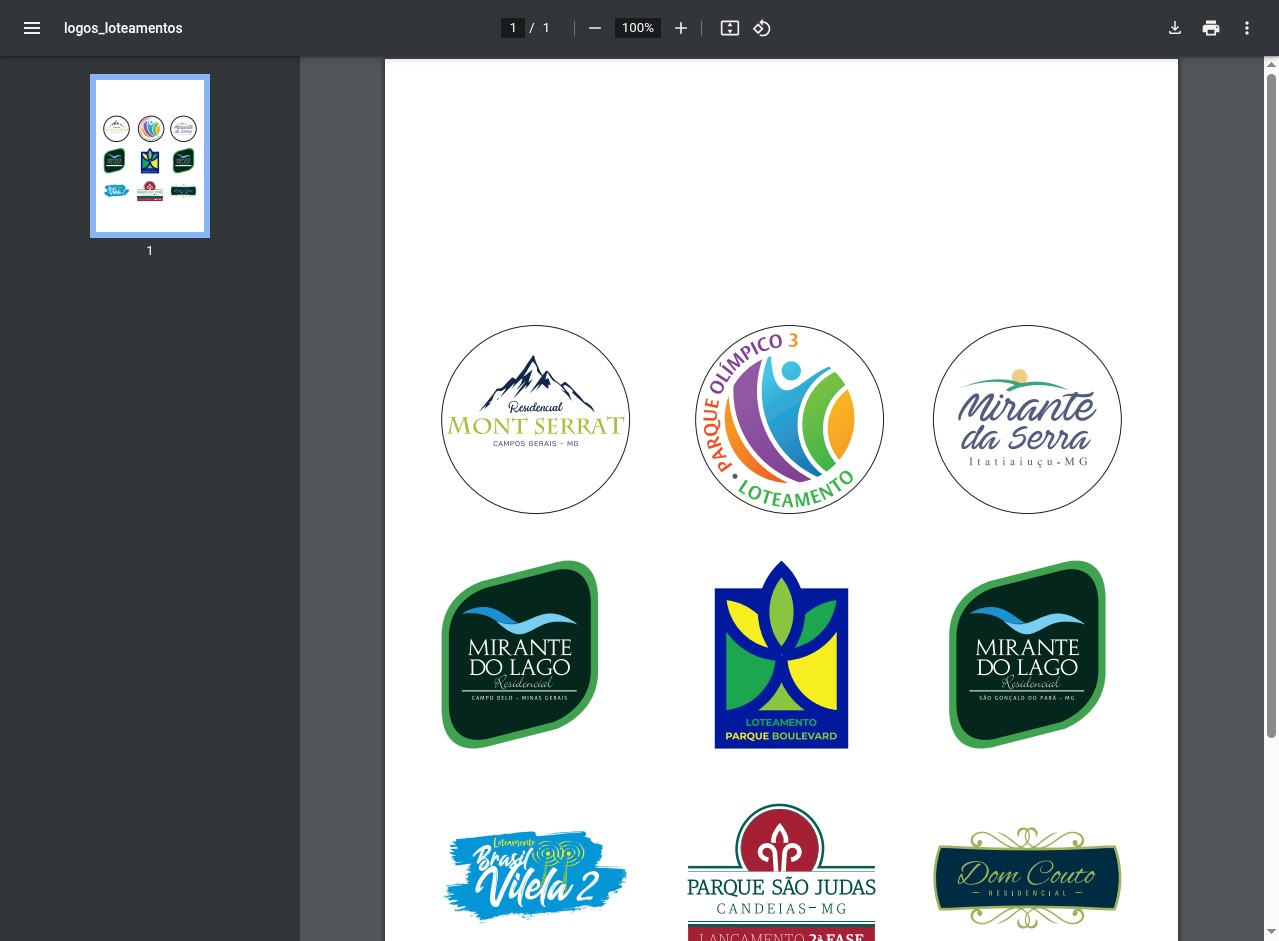 logos_loteamentos
1 / 1
100%
1
Residencial
MONT SERRAT
CAMPOS GERAIS - MG
PARQUE OLÍMPICO 3
• LOTEAMENTO
Mirante
da Serra
Itatiaiuçu-MG
MIRANTE
DO LAGO
Residencial
CAMPO BELO - MINAS GERAIS
LOTEAMENTO
PARQUE BOULEVARD
MIRANTE
DO LAGO
Residencial
SÃO GONÇALO DO PARÁ - MG
Loteamento
Brasil
Vilela 2
PARQUE SÃO JUDAS
CANDEIAS-MG
LANÇAMENTO 2ª FASE
Dom Couto
- RESIDENCIAL -